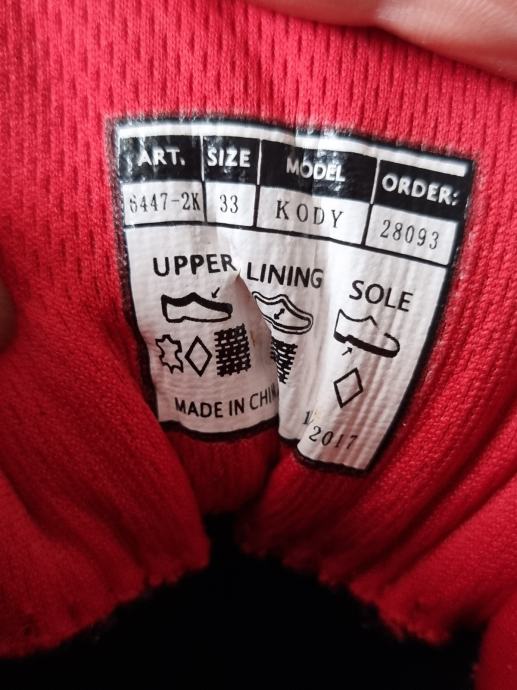 ART. SIZE MODEL ORDER:
6447-2K 33 KODY 28093
UPPER LINING SOLE
MADE IN CHIN
2017